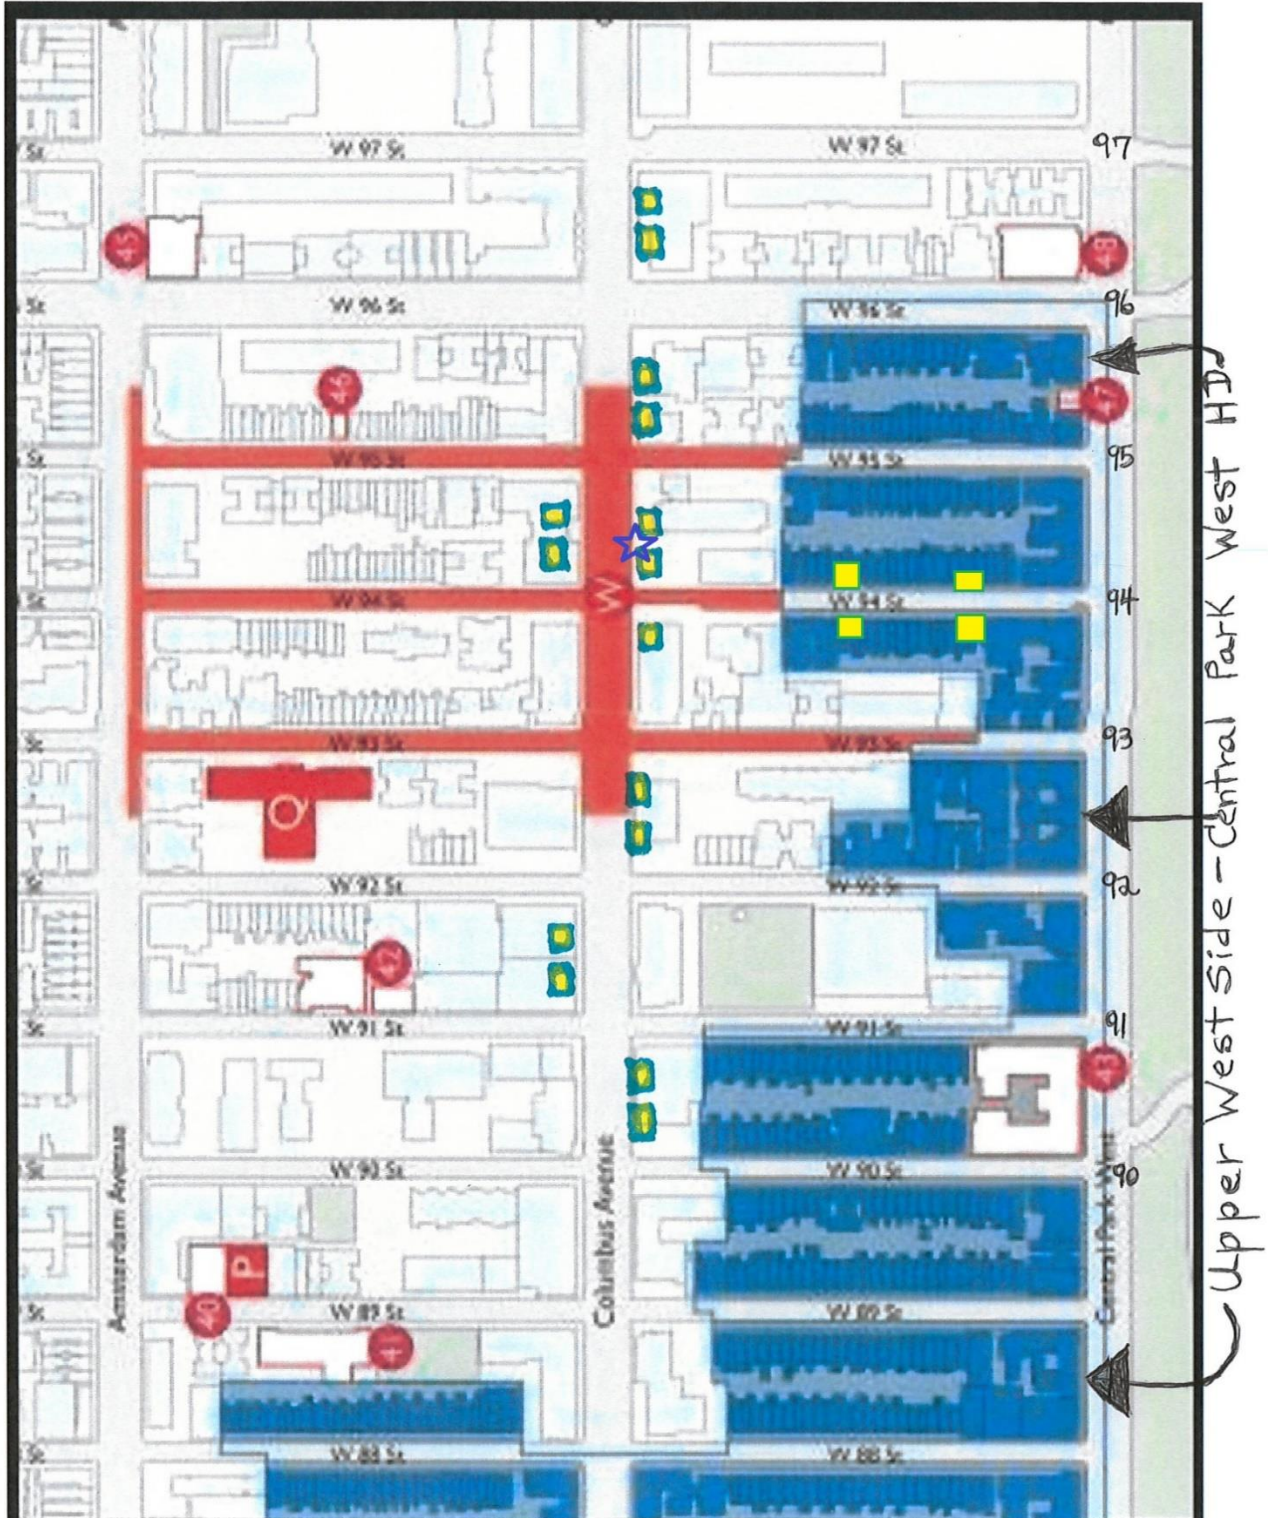 W 97 St
W 97 St
97
45
48
W 96 St
W 96 St
96
46
47
W 95 St
W 95 St
95
W
W 94 St
W 94 St
94
W 93 St
W 93 St
93
Q
W 92 St
W 92 St
92
42
W 91 St
W 91 St
91
43
W 90 St
W 90 St
90
P
40
W 89 St
W 89 St
41
W 88 St
W 88 St
Amsterdam Avenue
Columbus Avenue
Central Park West
Upper West Side - Central Park West HD